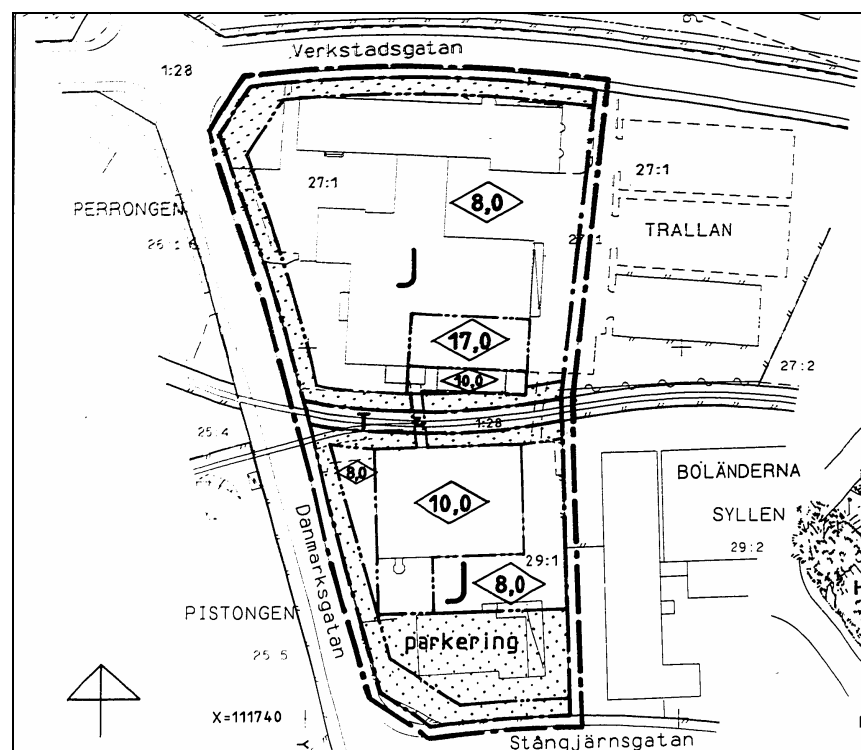 Verkstadsgatan
1:28
27:1
27:1
8,0
PERRONGEN
TRALLAN
27:1
J
17,0
10,0
27:2
T
1:28
25.4
8,0
BOLÄNDERNA
10,0
SYLLEN
29:1
29:2
J
8,0
Danmarksgatan
PISTONGEN
parkering
25.5
X=111740
Y
Stångjärnsgatan